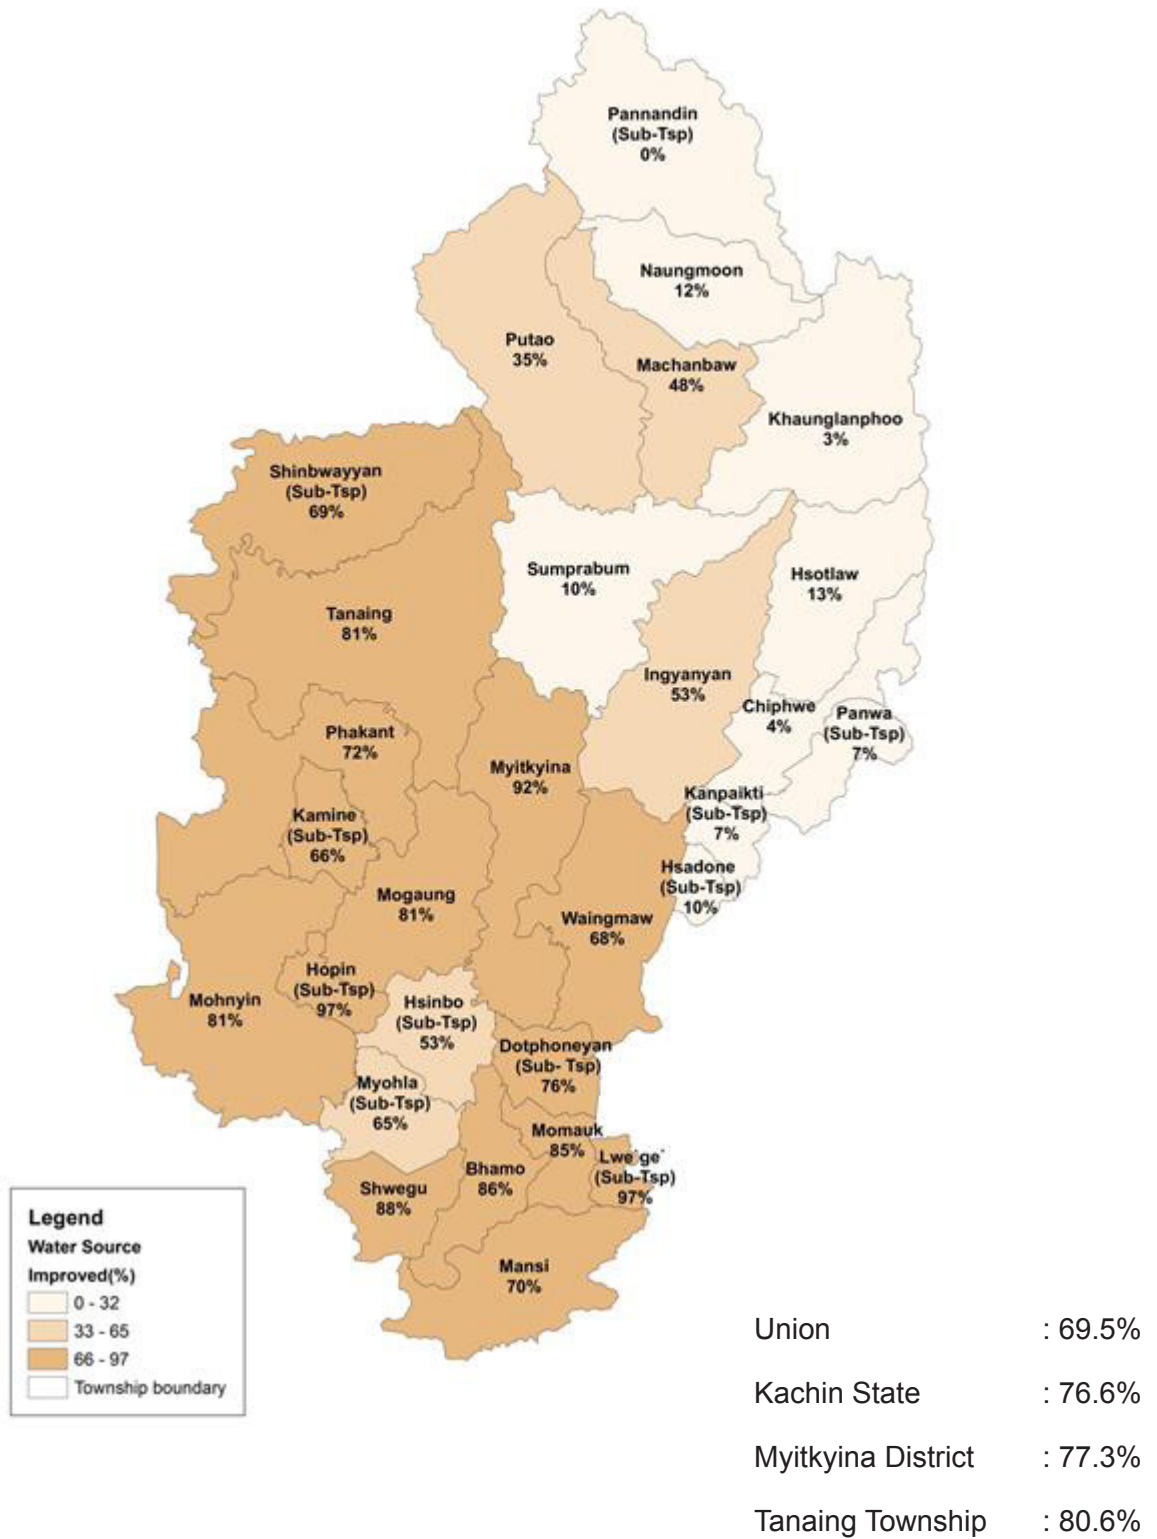 Pannandin
(Sub-Tsp)
0%
Naungmoon
12%
Putao
35%
Machanbaw
48%
Khaunglanphoo
3%
Shinbwayyan
(Sub-Tsp)
69%
Sumprabum
10%
Hsotlaw
13%
Tanaing
81%
Ingyanyan
53%
Chiphwe
4%
Panwa
(Sub-Tsp)
7%
Phakant
72%
Myitkyina
92%
Kanpaikti
(Sub-Tsp)
7%
Kamine
(Sub-Tsp)
66%
Hsadone
(Sub-Tsp)
10%
Mogaung
81%
Waingmaw
68%
Hopin
(Sub-Tsp)
97%
Mohnyin
81%
Hsinbo
(Sub-Tsp)
53%
Dotphoneyan
(Sub- Tsp)
76%
Myohla
(Sub-Tsp)
65%
Momauk
85%
Lwe`ge`
(Sub-Tsp)
97%
Bhamo
86%
Shwegu
88%
Mansi
70%
Legend
Water Source
Improved(%)
0 - 32
33 - 65
66 - 97
Township boundary
Union : 69.5%
Kachin State : 76.6%
Myitkyina District : 77.3%
Tanaing Township : 80.6%